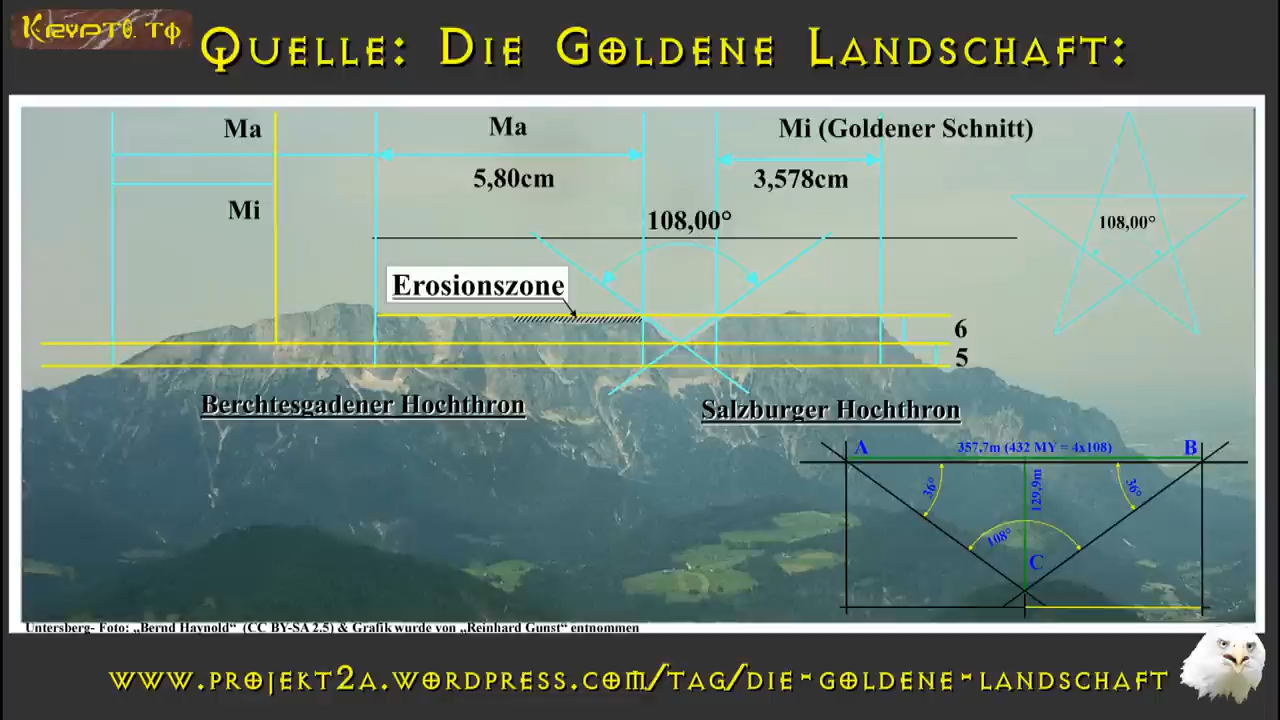 Krypto. To
Quelle: Die Goldene Landschaft:
Ma
Ma
Mi (Goldener Schnitt)
5,80cm
3,578cm
Mi
108,00°
108,00°
Erosionszone
6
5
Berchtesgadener Hochthron
Salzburger Hochthron
A
357,7m (432 MY = 4x108)
B
36°
129,9m
36°
108°
C
Untersberg- Foto: „Bernd Haynold“ (CC BY-SA 2.5) & Grafik wurde von „Reinhard Gunst“ entnommen
www.projekt2a.wordpress.com/tag/die-goldene-landschaft